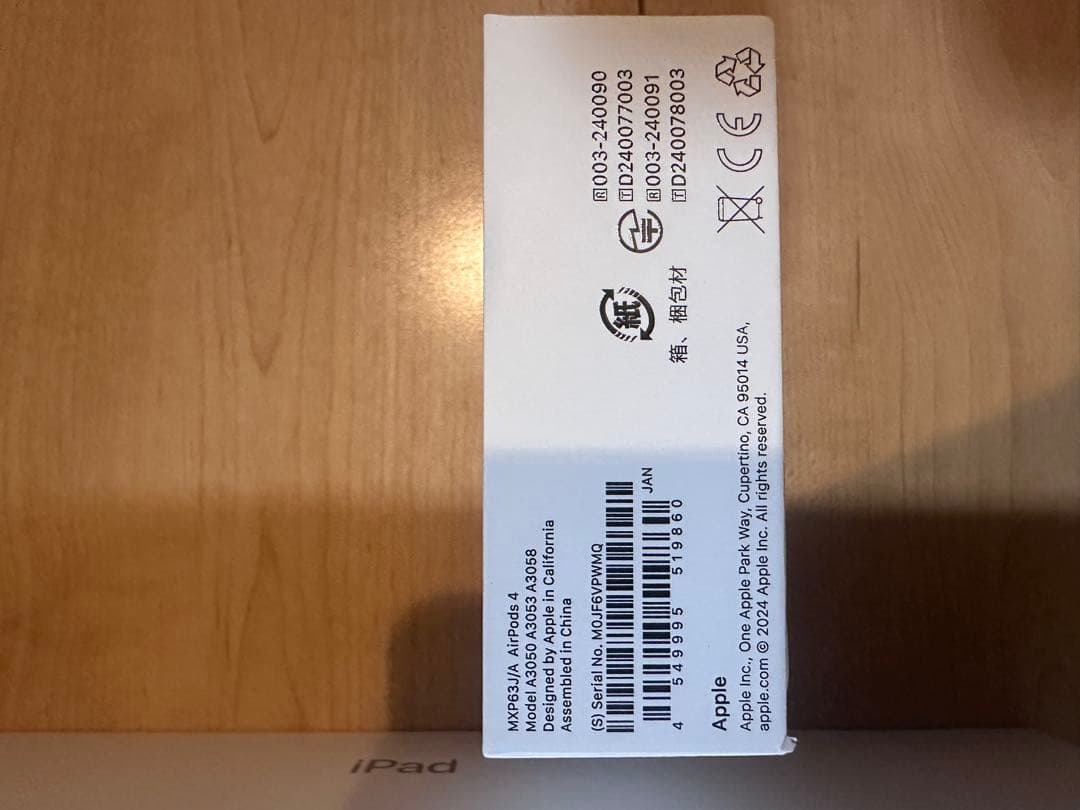 MXP63J/A AirPods 4
Model A3050 A3053 A3058
Designed by Apple in California
Assembled in China
(S) Serial No. M0JF6VPWMQ
JAN
4 549995 519860
Apple
Apple Inc., One Apple Park Way, Cupertino, CA 95014 USA,
apple.com © 2024 Apple Inc. All rights reserved.
紙
箱、梱包材
R 003-240090
T D240077003
R 003-240091
T D240078003
CE
iPad